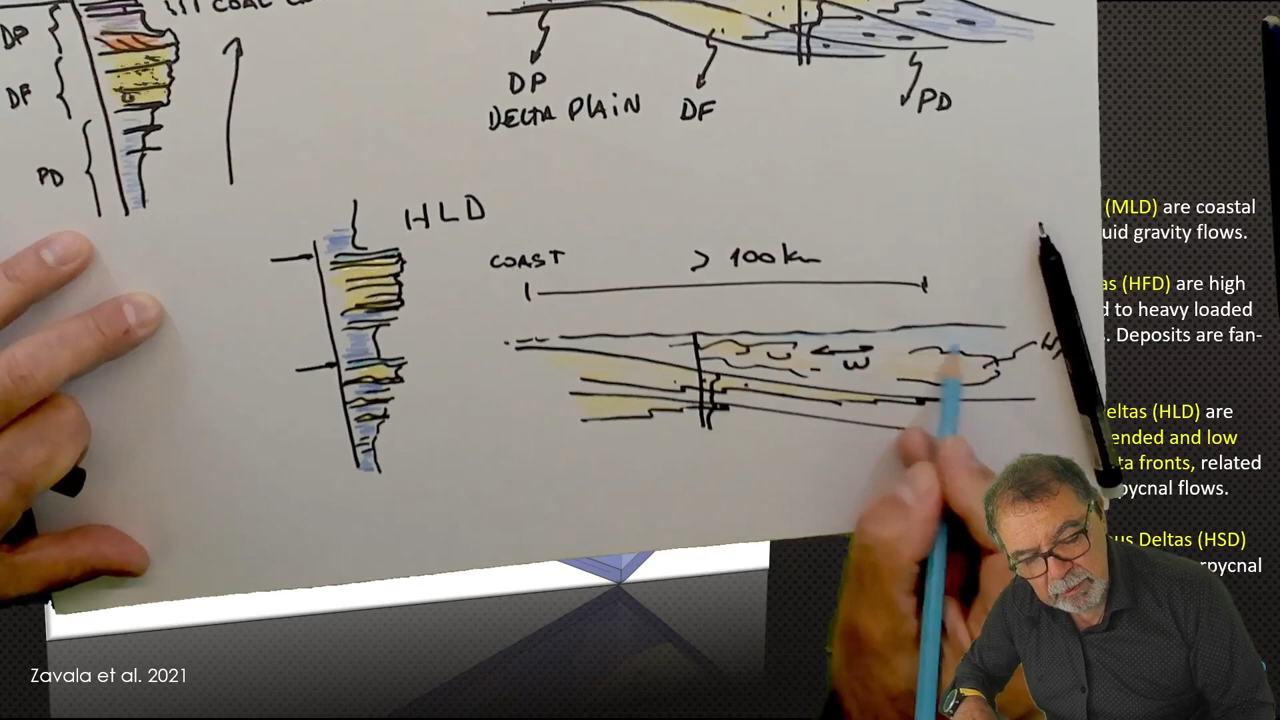 COAL
DP
DF
PD
DP
DELTA PLAIN
DF
PD
HLD
COAST
> 100 km
w
(MLD) are coastal
uid gravity flows.
as (HFD) are high
d to heavy loaded
. Deposits are fan-
eltas (HLD) are
ended and low
ta fronts, related
pycnal flows.
us Deltas (HSD)
rpycnal
Zavala et al. 2021